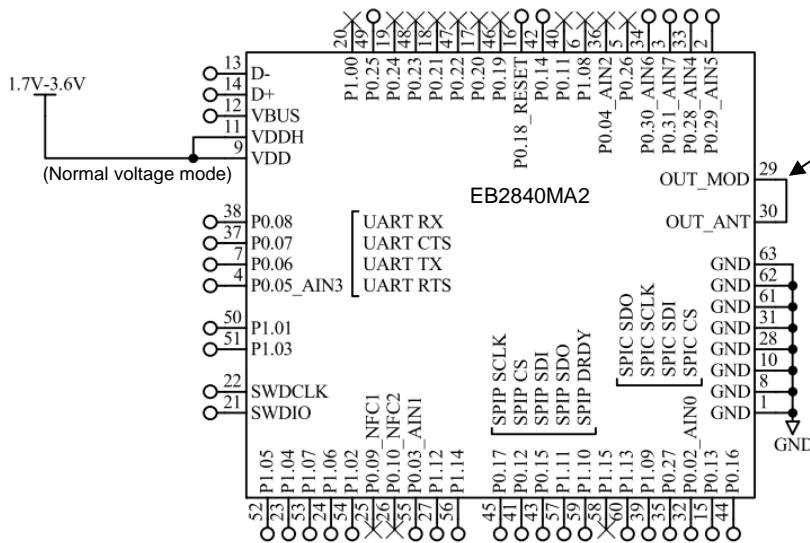 20 P1.00
49 P0.25
19 P0.24
48 P0.23
18 P0.21
47 P0.22
17 P0.20
46 P0.19
16 P0.18_RESET
42 P0.14
40 P0.11
6 P1.08
36 P0.04_AIN2
5 P0.26
34 P0.30_AIN6
3 P0.31_AIN7
33 P0.28_AIN4
2 P0.29_AIN5
1.7V-3.6V
13 D-
14 D+
12 VBUS
11 VDDH
9 VDD
(Normal voltage mode)
EB2840MA2
OUT_MOD 29
OUT_ANT 30
38 P0.08 UART RX
37 P0.07 UART CTS
7 P0.06 UART TX
4 P0.05_AIN3 UART RTS
50 P1.01
51 P1.03
22 SWDCLK
21 SWDIO
GND 63
GND 62
GND 61
GND 31
GND 28
GND 10
GND 8
GND 1
GND
SPIP SCLK
SPIP CS
SPIP SDI
SPIP SDO
SPIP DRDY
SPIC SDO
SPIC SCLK
SPIC SDI
SPIC CS
52 P1.05
23 P1.04
53 P1.07
24 P1.06
54 P1.02
25 P0.09_NFC1
26 P0.10_NFC2
55 P0.03_AIN1
27 P1.12
56 P1.14
45 P0.17
41 P0.12
43 P0.15
57 P1.11
59 P1.10
58 P1.15
60 P1.13
39 P1.09
35 P0.27
32 P0.02_AIN0
15 P0.13
44 P0.16